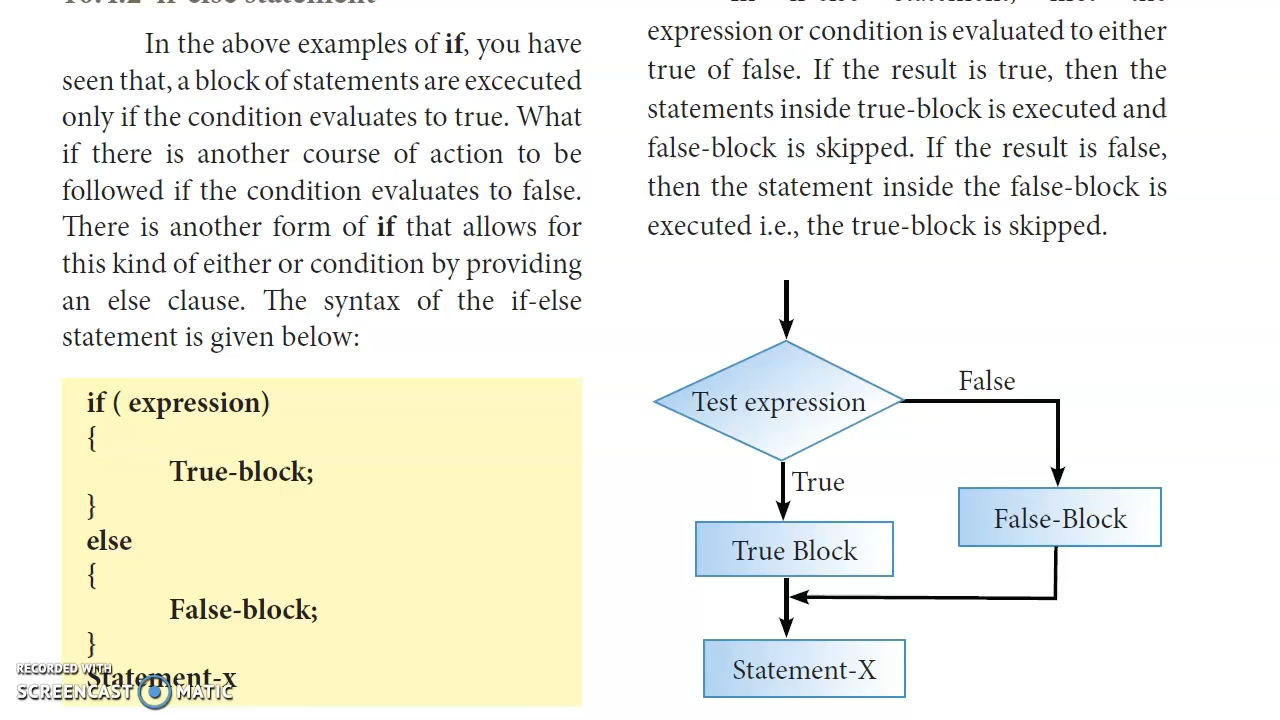 In the above examples of if, you have
seen that, a block of statements are excecuted
only if the condition evaluates to true. What
if there is another course of action to be
followed if the condition evaluates to false.
There is another form of if that allows for
this kind of either or condition by providing
an else clause. The syntax of the if-else
statement is given below:
if ( expression)
{
True-block;
}
else
{
False-block;
}
Statement-x
expression or condition is evaluated to either
true of false. If the result is true, then the
statements inside true-block is executed and
false-block is skipped. If the result is false,
then the statement inside the false-block is
executed i.e., the true-block is skipped.
Test expression
False
True
False-Block
True Block
Statement-X
RECORDED WITH
SCREENCAST MATIC